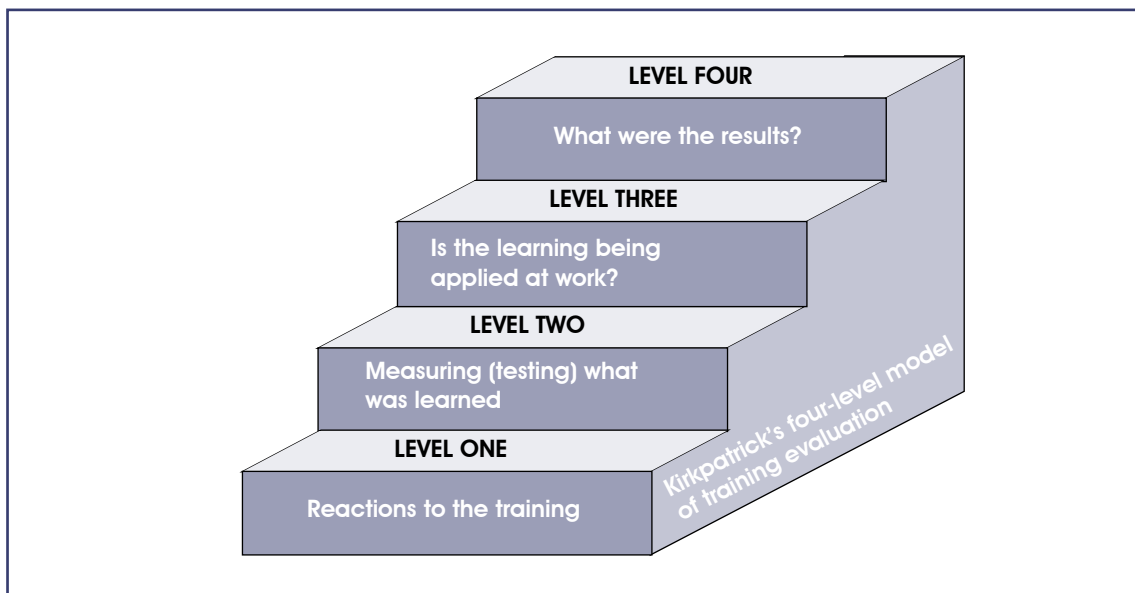 LEVEL FOUR
What were the results?
LEVEL THREE
Is the learning being
applied at work?
LEVEL TWO
Measuring (testing) what
was learned
LEVEL ONE
Reactions to the training
Kirkpatrick's four-level model
of training evaluation